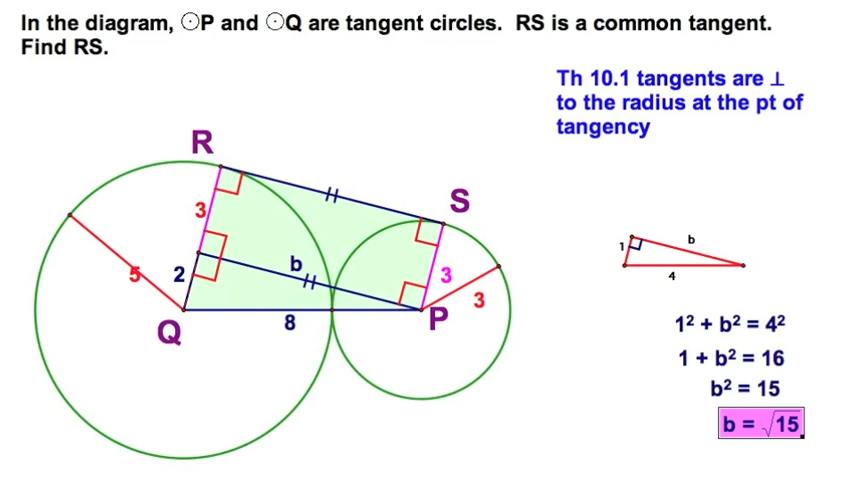 In the diagram, ⊙P and ⊙Q are tangent circles. RS is a common tangent.
Find RS.
Th 10.1 tangents are ⊥
to the radius at the pt of
tangency
R
S
3
5
2
b
3
3
Q
8
P
1
b
4
1² + b² = 4²
1 + b² = 16
b² = 15
b = √15